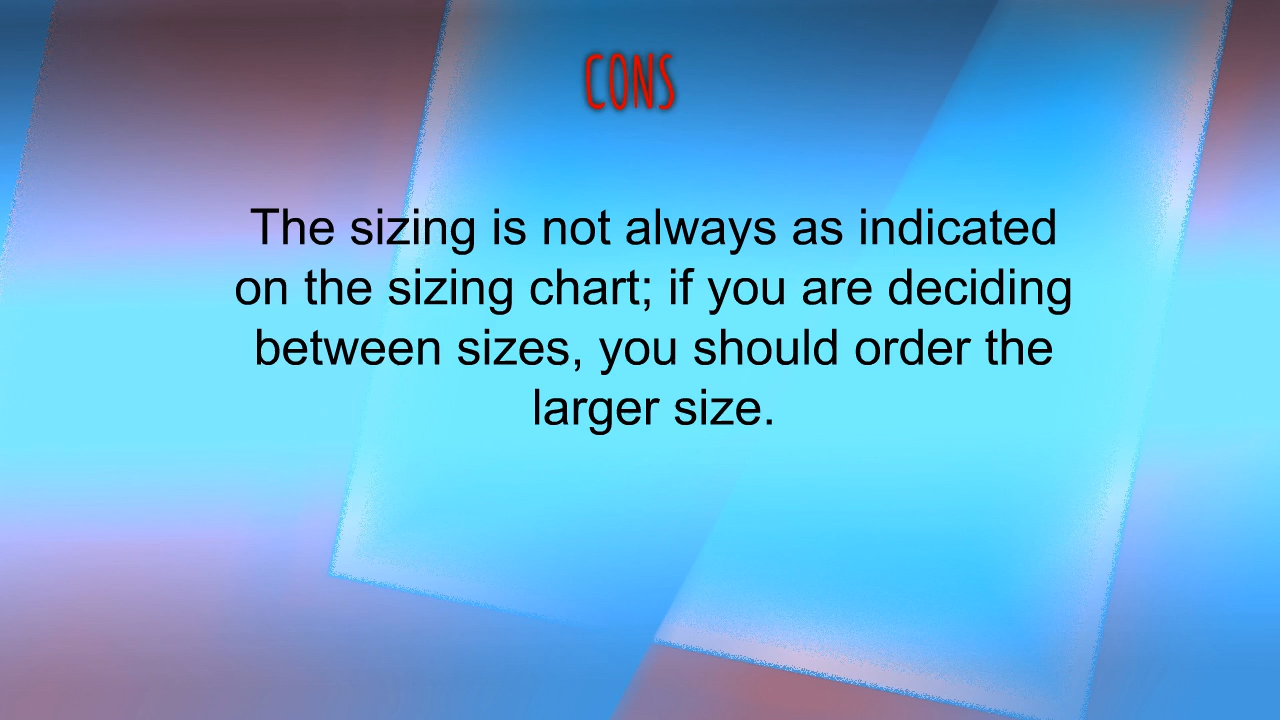 CONS
The sizing is not always as indicated
on the sizing chart; if you are deciding
between sizes, you should order the
larger size.